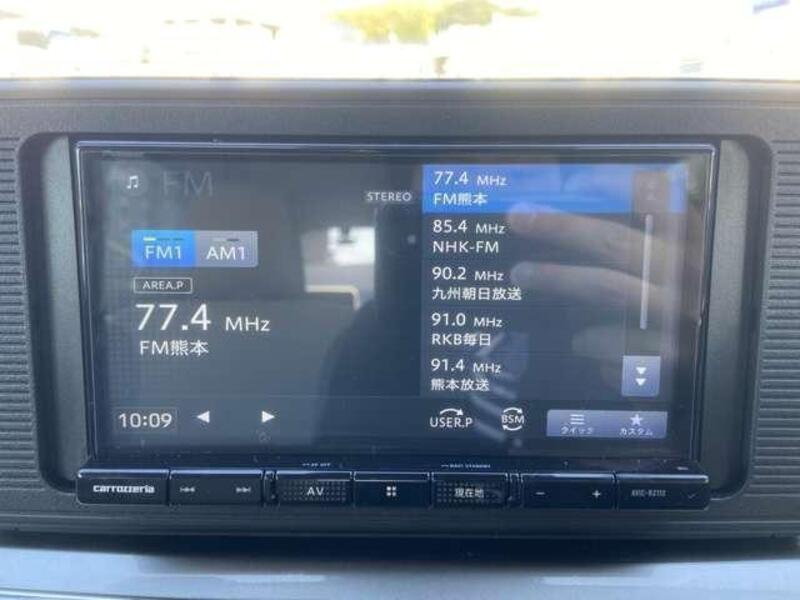 FM
STEREO
FM1 AM1
AREA.P
77.4 MHz
FM熊本
77.4 MHz
FM熊本
85.4 MHz
NHK-FM
90.2 MHz
九州朝日放送
91.0 MHz
RKB毎日
91.4 MHz
熊本放送
10:09
USER.P
BSM
クイック
カスタム
carrozzeria
AV
現在地